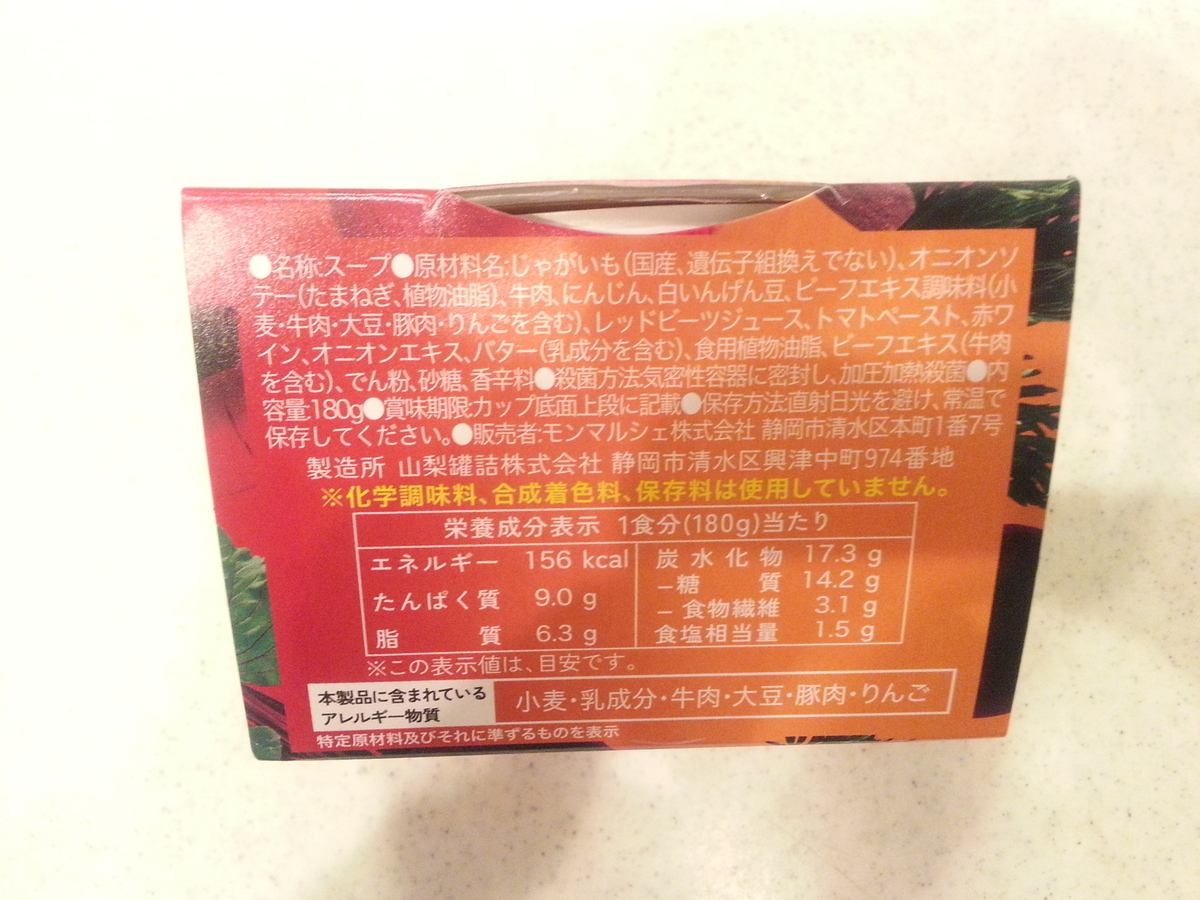 ●名称:スープ●原材料名:じゃがいも(国産、遺伝子組換えでない)、オニオンソ
テー(たまねぎ、植物油脂)、牛肉、にんじん、白いんげん豆、ビーフエキス調味料(小
麦・牛肉・大豆・豚肉・りんごを含む)、レッドビーツジュース、トマトペースト、赤ワ
イン、オニオンエキス、バター(乳成分を含む)、食用植物油脂、ビーフエキス(牛肉
を含む)、でん粉、砂糖、香辛料●殺菌方法:気密性容器に密封し、加圧加熱殺菌●内
容量:180g●賞味期限:カップ底面上段に記載●保存方法:直射日光を避け、常温で
保存してください。●販売者:モンマルシェ株式会社 静岡市清水区本町1番7号
製造所 山梨罐詰株式会社 静岡市清水区興津中町974番地
※化学調味料、合成着色料、保存料は使用していません。
栄養成分表示 1食分(180g)当たり
エネルギー 156 kcal
たんぱく質 9.0 g
脂質 6.3 g
炭水化物 17.3 g
−糖質 14.2 g
− 食物繊維 3.1 g
食塩相当量 1.5 g
※この表示値は、目安です。
本製品に含まれている
アレルギー物質
小麦・乳成分・牛肉・大豆・豚肉・りんご
特定原材料及びそれに準ずるものを表示